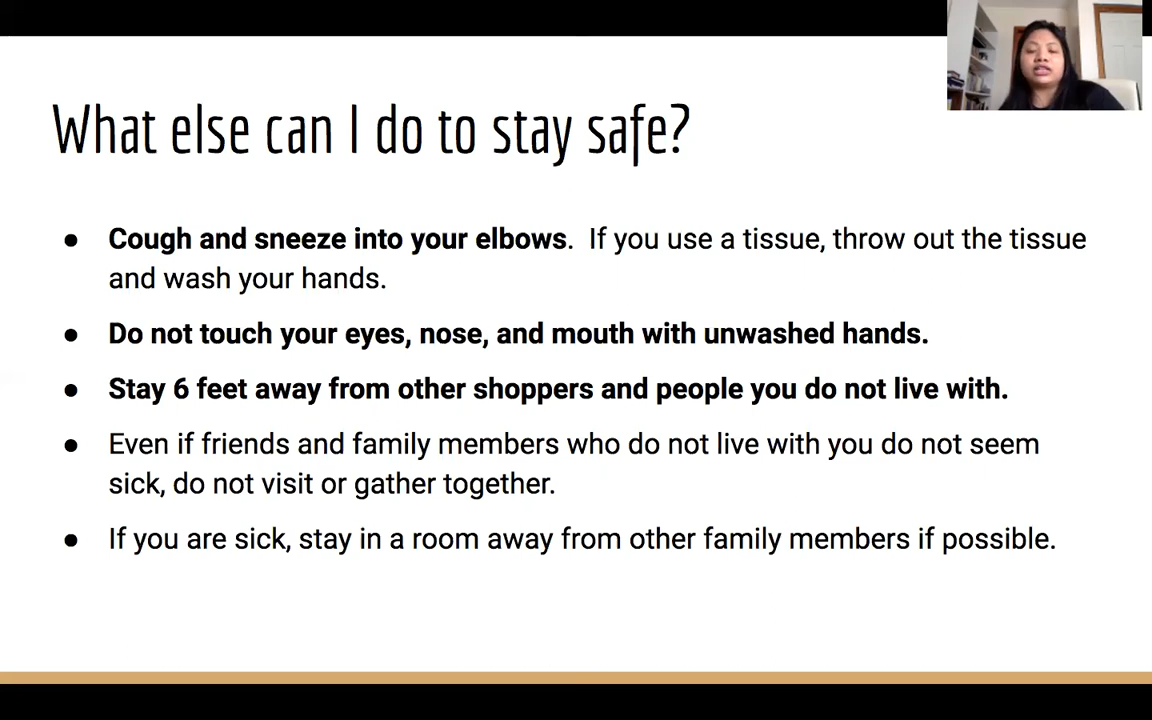 What else can I do to stay safe?
● Cough and sneeze into your elbows.  If you use a tissue, throw out the tissue
and wash your hands.
● Do not touch your eyes, nose, and mouth with unwashed hands.
● Stay 6 feet away from other shoppers and people you do not live with.
● Even if friends and family members who do not live with you do not seem
sick, do not visit or gather together.
● If you are sick, stay in a room away from other family members if possible.